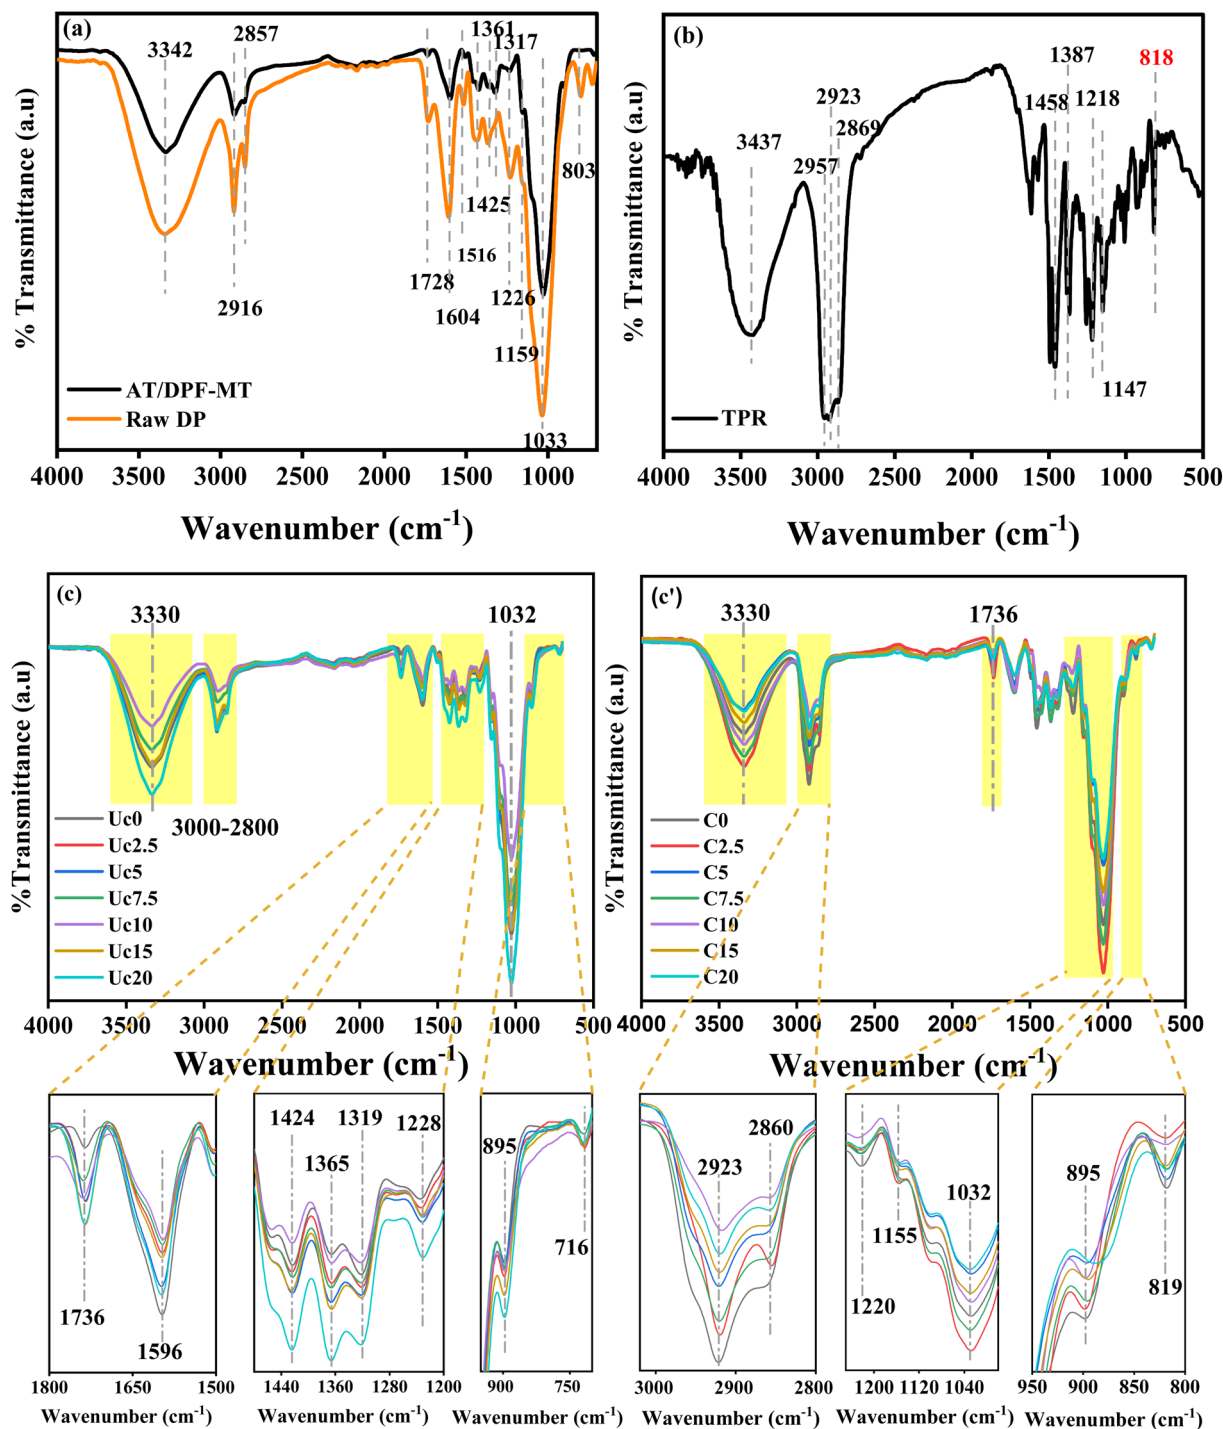 (a)
3342
2857
1361
1317
2916
1728
1604
1516
1425
1226
1159
1033
803
AT/DPF-MT
Raw DP
% Transmittance (a.u)
4000 3500 3000 2500 2000 1500 1000
Wavenumber (cm-1)
(b)
3437
2957
2923
2869
1458
1387
1218
818
1147
TPR
% Transmittance (a.u)
4000 3500 3000 2500 2000 1500 1000 500
Wavenumber (cm-1)
(c)
3330
1032
3000-2800
Uc0
Uc2.5
Uc5
Uc7.5
Uc10
Uc15
Uc20
%Transmittance (a.u)
4000 3500 3000 2500 2000 1500 1000 500
Wavenumber (cm-1)
(c')
3330
1736
C0
C2.5
C5
C7.5
C10
C15
C20
%Transmittance (a.u)
4000 3500 3000 2500 2000 1500 1000 500
Wavenumber (cm-1)
1736
1596
1800 1650 1500
Wavenumber (cm-1)
1424
1365
1319
1228
1440 1360 1280 1200
Wavenumber (cm-1)
895
716
900 750
Wavenumber (cm-1)
2923
2860
3000 2900 2800
Wavenumber (cm-1)
1220
1155
1032
1200 1120 1040
Wavenumber (cm-1)
895
819
950 900 850 800
Wavenumber (cm-1)